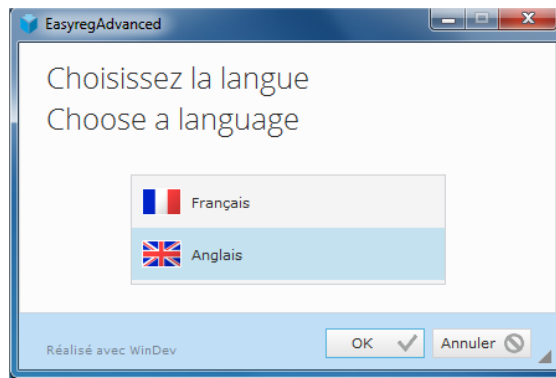 EasyregAdvanced
Choisissez la langue
Choose a language
Français
Anglais
Réalisé avec WinDev
OK
Annuler